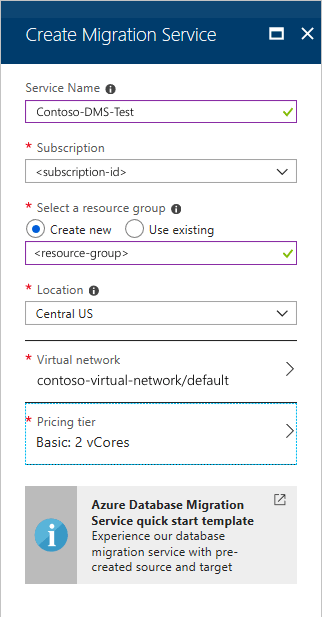 Create Migration Service
Service Name
Contoso-DMS-Test
* Subscription
<subscription-id>
* Select a resource group
Create new Use existing
<resource-group>
* Location
Central US
* Virtual network
contoso-virtual-network/default
* Pricing tier
Basic: 2 vCores
Azure Database Migration
Service quick start template
Experience our database
migration service with pre-
created source and target